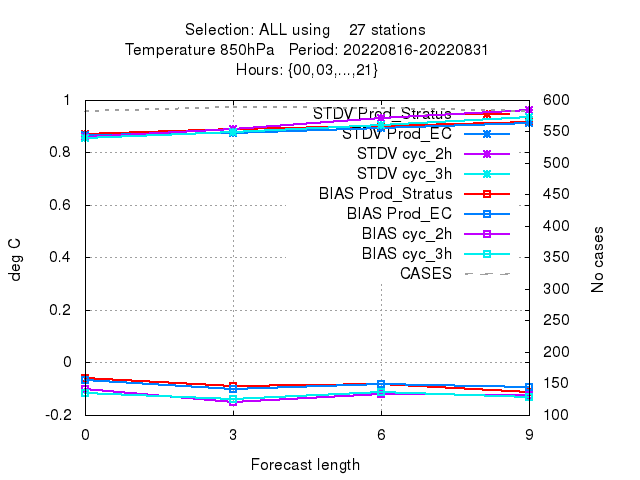 Selection: ALL using    27 stations
Temperature 850hPa   Period: 20220816-20220831
Hours: {00,03,...,21}
1
0.8
0.6
0.4
0.2
0
-0.2
deg C
600
550
500
450
400
350
300
250
200
150
100
No cases
STDV Prod_Stratus
STDV Prod_EC
STDV cyc_2h
STDV cyc_3h
BIAS Prod_Stratus
BIAS Prod_EC
BIAS cyc_2h
BIAS cyc_3h
CASES
0 3 6 9
Forecast length